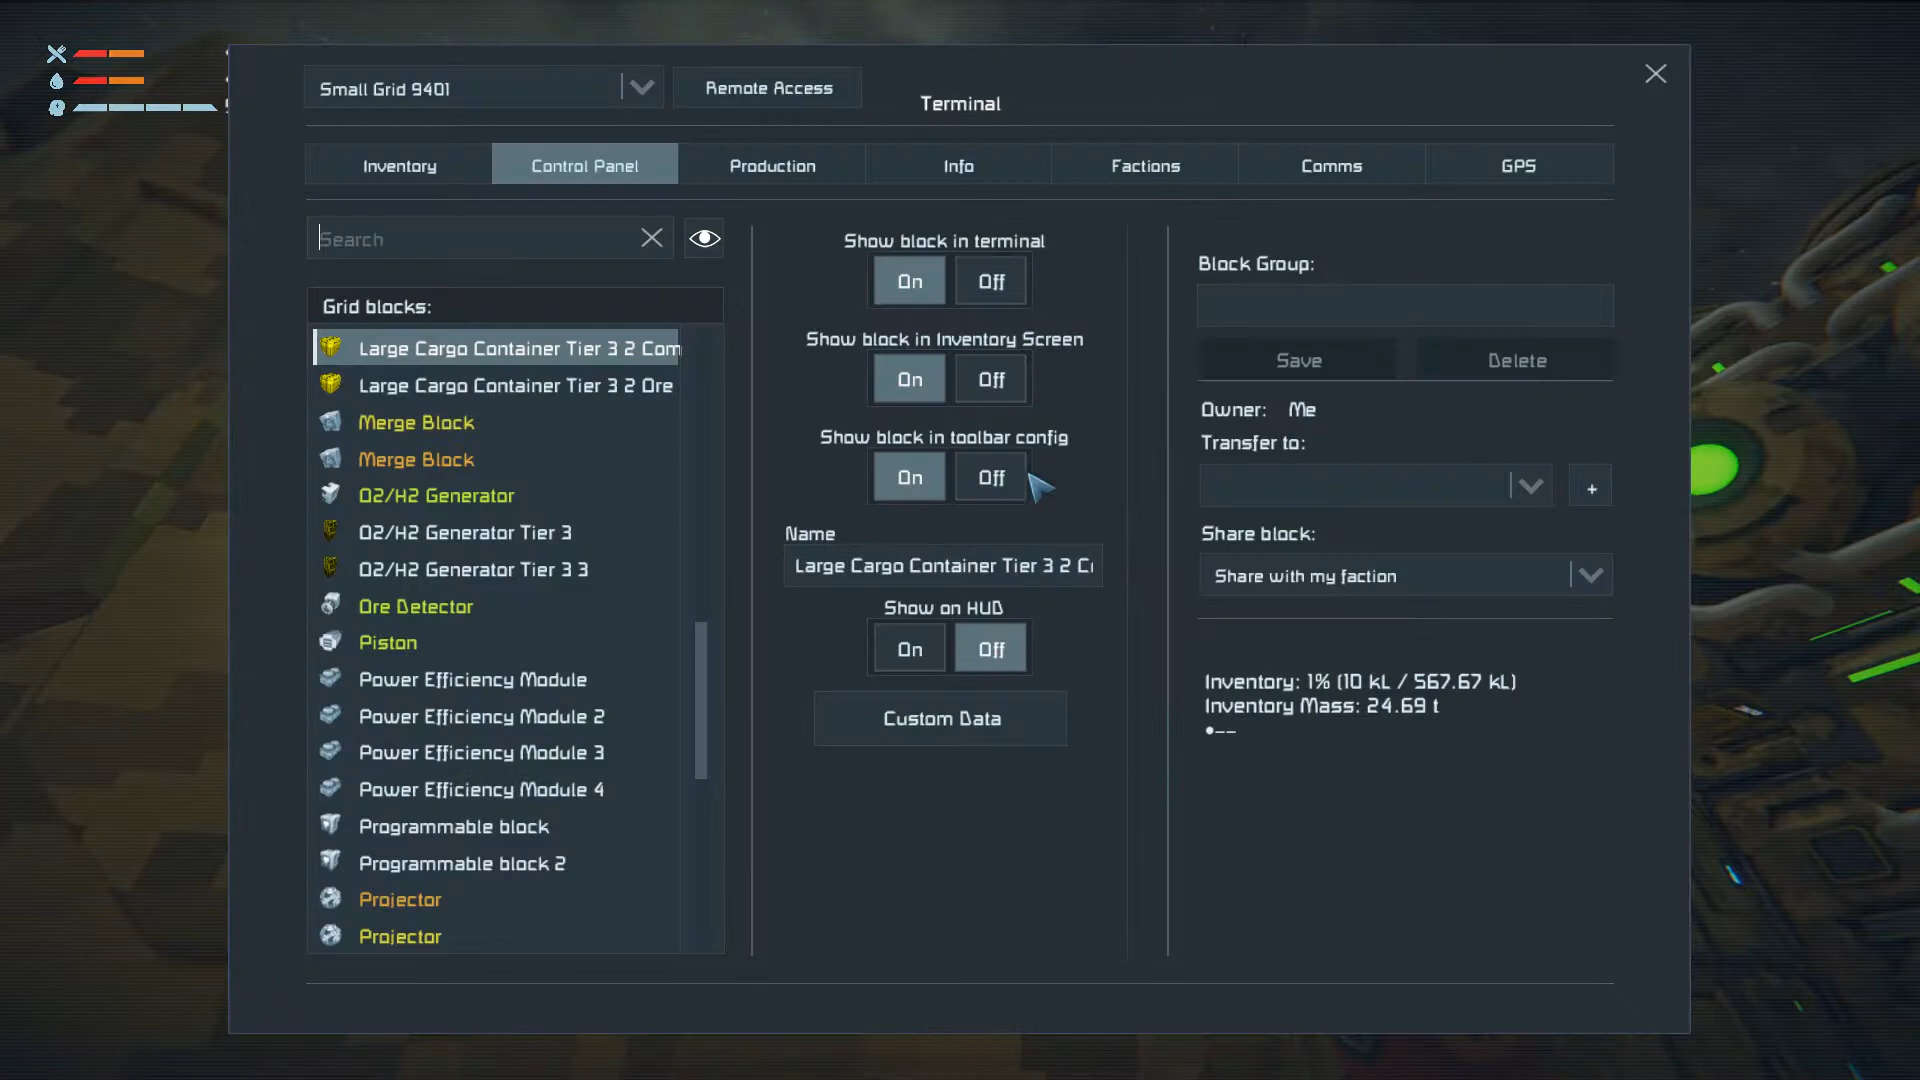 Small Grid 9401
Remote Access
Terminal
Inventory
Control Panel
Production
Info
Factions
Comms
GPS
Search
Grid blocks:
Large Cargo Container Tier 3 2 Com
Large Cargo Container Tier 3 2 Ore
Merge Block
Merge Block
O2/H2 Generator
O2/H2 Generator Tier 3
O2/H2 Generator Tier 3 3
Ore Detector
Piston
Power Efficiency Module
Power Efficiency Module 2
Power Efficiency Module 3
Power Efficiency Module 4
Programmable block
Programmable block 2
Projector
Projector
Show block in terminal
On Off
Show block in Inventory Screen
On Off
Show block in toolbar config
On Off
Name
Large Cargo Container Tier 3 2 C
Show on HUD
On Off
Custom Data
Block Group:
Save Delete
Owner: Me
Transfer to:
+
Share block:
Share with my faction
Inventory: 1% (10 kL / 567.67 kL)
Inventory Mass: 24.69 t
•--